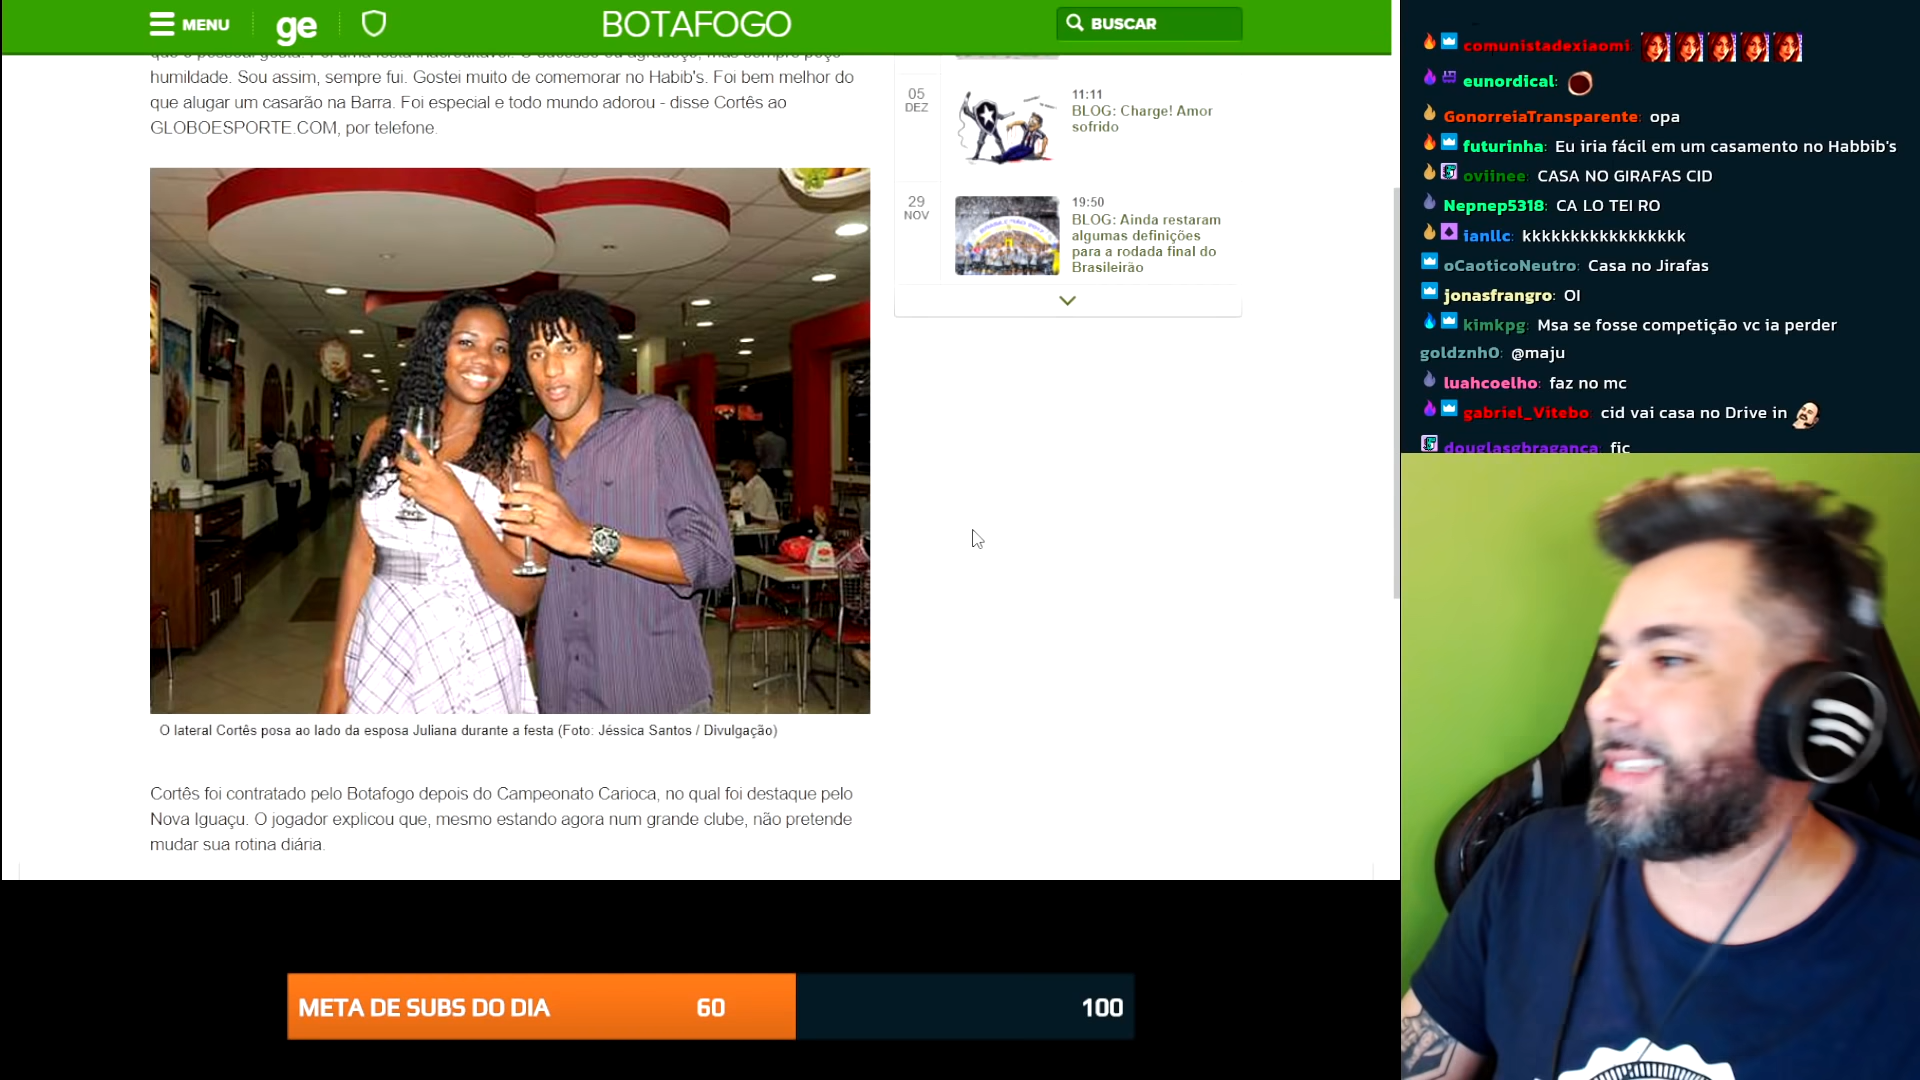 MENU
ge
BOTAFOGO
BUSCAR
humildade. Sou assim, sempre fui. Gostei muito de comemorar no Habib's. Foi bem melhor do
que alugar um casarão na Barra. Foi especial e todo mundo adorou - disse Cortês ao
GLOBOESPORTE.COM, por telefone.
O lateral Cortês posa ao lado da esposa Juliana durante a festa (Foto: Jéssica Santos / Divulgação)
Cortês foi contratado pelo Botafogo depois do Campeonato Carioca, no qual foi destaque pelo
Nova Iguaçu. O jogador explicou que, mesmo estando agora num grande clube, não pretende
mudar sua rotina diária.
05
DEZ
11:11
BLOG: Charge! Amor
sofrido
29
NOV
19:50
BLOG: Ainda restaram
algumas definições
para a rodada final do
Brasileirão
comunistadexiaomi:
eunordical:
GonorreiaTransparente: opa
futurinha: Eu iria fácil em um casamento no Habbib's
oviinee: CASA NO GIRAFAS CID
Nepnep5318: CA LO TEI RO
ianllc: kkkkkkkkkkkkkkkkk
oCaoticoNeutro: Casa no Jirafas
jonasfrangro: OI
kimkpg: Msa se fosse competição vc ia perder
goldznh0: @maju
luahcoelho: faz no mc
gabriel_Vitebo: cid vai casa no Drive in
douglasgbraganca: fic
META DE SUBS DO DIA 60 100